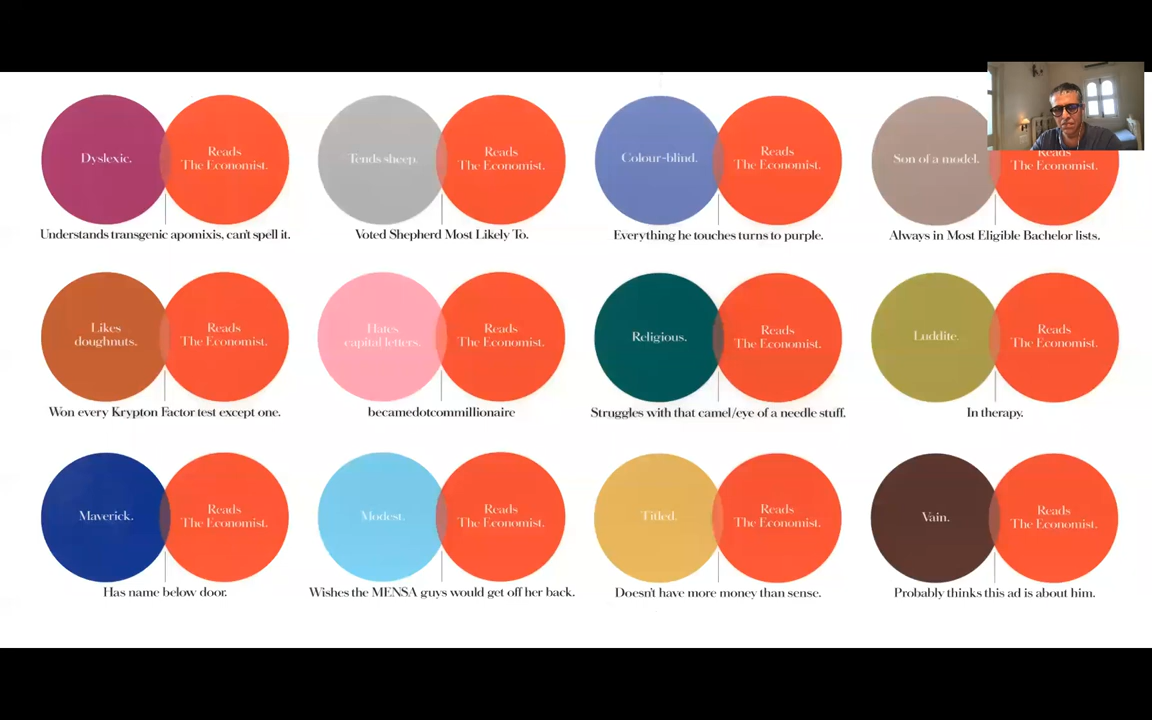 Dyslexic.
Reads
The Economist.
Understands transgenic apomixis, can't spell it.
Tends sheep.
Reads
The Economist.
Voted Shepherd Most Likely To.
Colour-blind.
Reads
The Economist.
Everything he touches turns to purple.
Son of a model.
Reads
The Economist.
Always in Most Eligible Bachelor lists.
Likes
doughnuts.
Reads
The Economist.
Won every Krypton Factor test except one.
Hates
capital letters.
Reads
The Economist.
becamedotcommillionaire
Religious.
Reads
The Economist.
Struggles with that camel/eye of a needle stuff.
Luddite.
Reads
The Economist.
In therapy.
Maverick.
Reads
The Economist.
Has name below door.
Modest.
Reads
The Economist.
Wishes the MENSA guys would get off her back.
Titled.
Reads
The Economist.
Doesn't have more money than sense.
Vain.
Reads
The Economist.
Probably thinks this ad is about him.